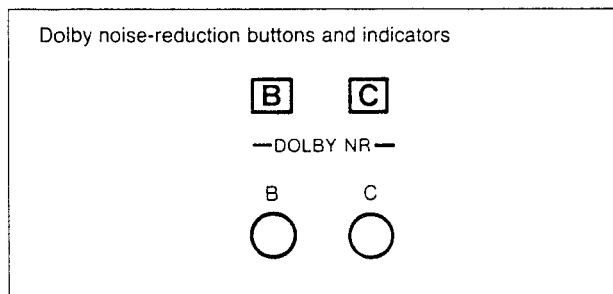 Dolby noise-reduction buttons and indicators
B C
—DOLBY NR—
B C